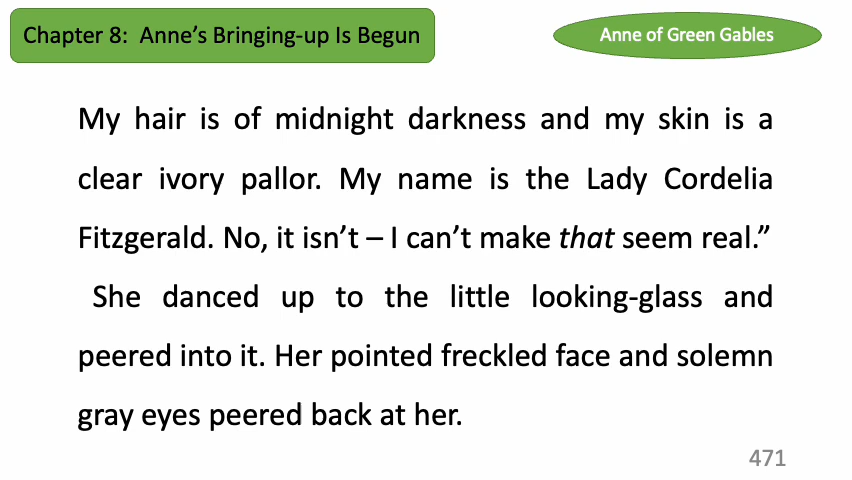 Chapter 8:  Anne’s Bringing-up Is Begun
Anne of Green Gables
My hair is of midnight darkness and my skin is a
clear ivory pallor. My name is the Lady Cordelia
Fitzgerald. No, it isn’t – I can’t make that seem real.”
She danced up to the little looking-glass and
peered into it. Her pointed freckled face and solemn
gray eyes peered back at her.
471